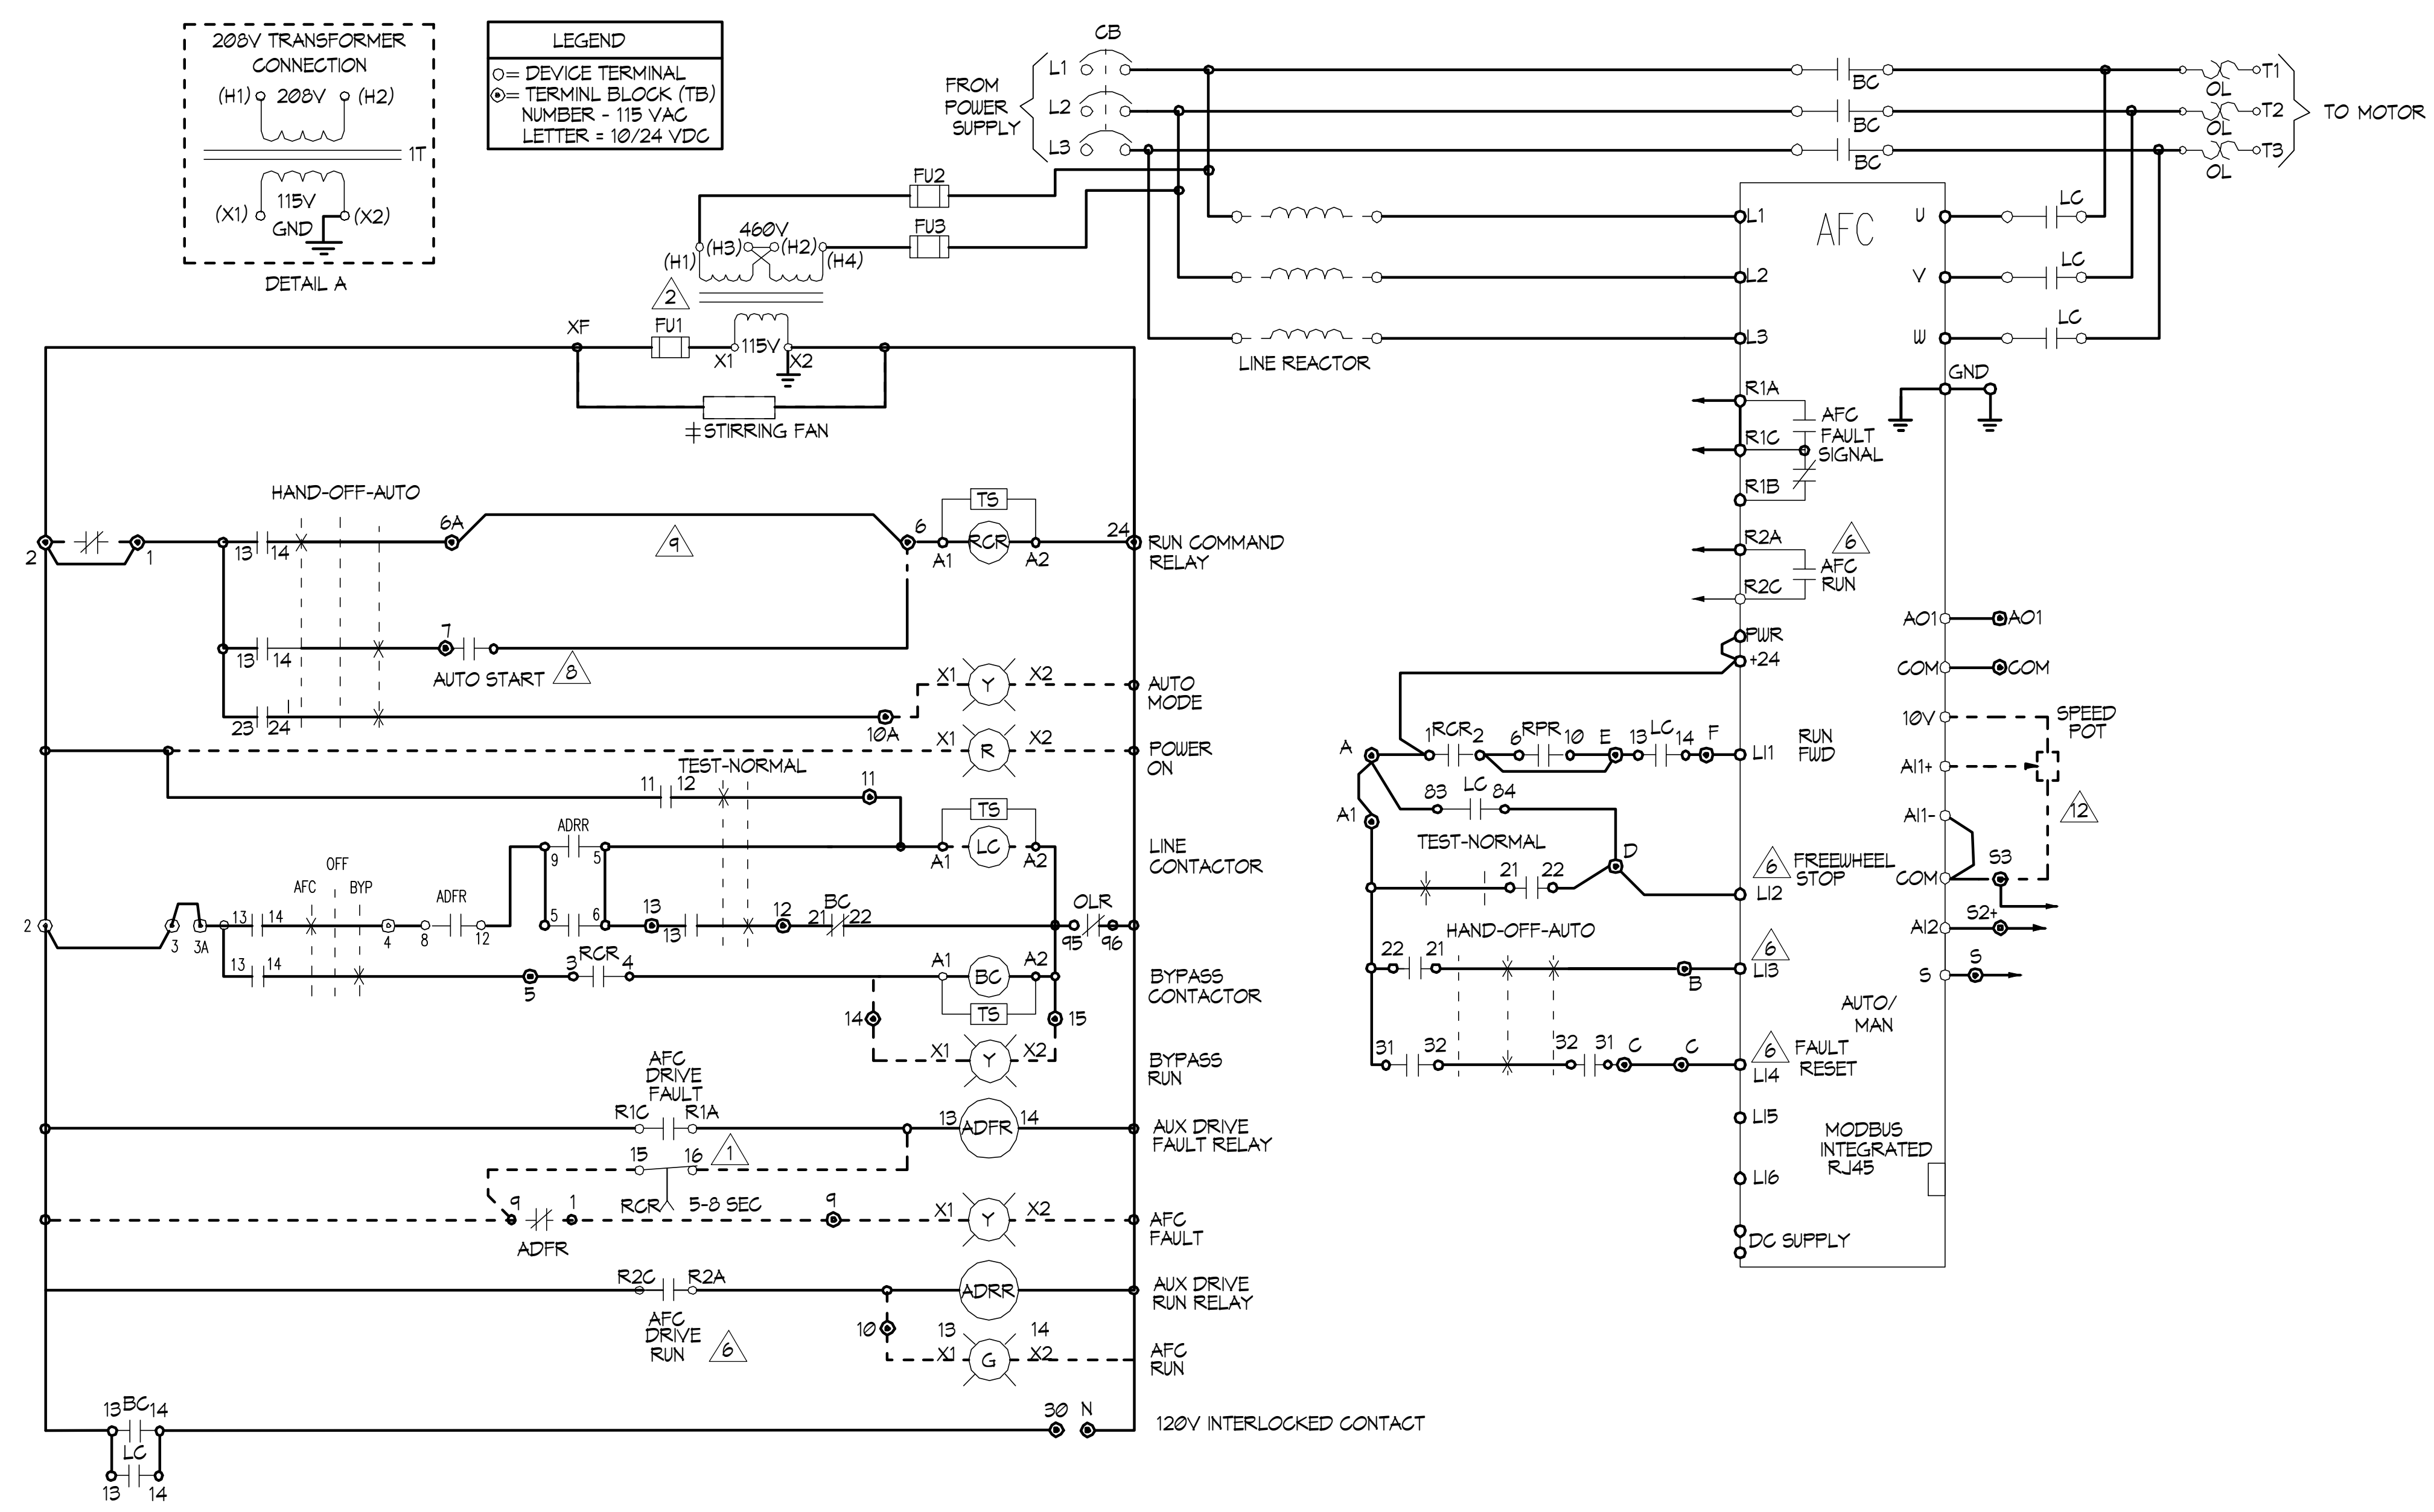 208V TRANSFORMER
CONNECTION
(H1) 208V (H2)
1T
115V
(X1) (X2)
GND
DETAIL A
LEGEND
= DEVICE TERMINAL
= TERMINL BLOCK (TB)
NUMBER - 115 VAC
LETTER = 10/24 VDC
CB
FROM
POWER
SUPPLY
L1
L2
L3
BC
BC
BC
OL
OL
OL
T1
T2
T3
TO MOTOR
FU2
FU3
460V
(H1) (H3) (H2) (H4)
2
XF
FU1
X1 115V X2
STIRRING FAN
LINE REACTOR
AFC
L1
L2
L3
U
V
W
LC
LC
LC
GND
R1A
R1C
R1B
AFC
FAULT
SIGNAL
R2A
R2C
6
AFC
RUN
PWR
+24
HAND-OFF-AUTO
2 1 13 14 6A
9
6 A1 TS RCR A2 24
RUN COMMAND
RELAY
13 14 7
AUTO START 8
23 24 10A
X1 Y X2
AUTO
MODE
X1 R X2
POWER
ON
TEST-NORMAL
11 12 11
TS
A1 LC A2
LINE
CONTACTOR
ADRR
9 5
OFF
AFC BYP
ADFR
2 3 3A 13 14 4 8 12 5 6 13 13 12
BC
21 22
OLR
95 96
13 14 5
RCR
3 4
A1 BC A2
TS
BYPASS
CONTACTOR
14 15
X1 Y X2
BYPASS
RUN
AFC
DRIVE
FAULT
R1C R1A
13 ADFR 14
AUX DRIVE
FAULT RELAY
15 16 1
RCR 5-8 SEC
9 1 9
ADFR
X1 Y X2
AFC
FAULT
R2C R2A
ADRR
AUX DRIVE
RUN RELAY
AFC
DRIVE
RUN 6
10
13 14
X1 G X2
AFC
RUN
13 BC 14
LC
13 14
30 N
120V INTERLOCKED CONTACT
A 1 RCR 2 6 RPR 10 E 13 LC 14 F
LI1
RUN
FWD
83 LC 84
A1
TEST-NORMAL
21 22 D
LI2
6
FREEWHEEL
STOP
HAND-OFF-AUTO
22 21 B
6
LI3
AUTO/
MAN
31 32 32 31 C C
6
LI4
FAULT
RESET
LI5
LI6
DC SUPPLY
MODBUS
INTEGRATED
RJ45
AO1 AO1
COM COM
10V
SPEED
POT
AI1+
AI1-
12
COM S3
AI2 S2+
S S